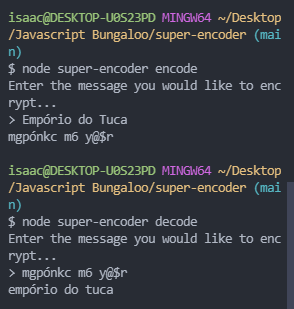 isaac@DESKTOP-U0S23PD MINGW64 ~/Desktop
/Javascript Bungaloo/super-encoder (mai
n)
$ node super-encoder encode
Enter the message you would like to enc
rypt...
> Empório do Tuca
mgpónkc m6 y@$r
isaac@DESKTOP-U0S23PD MINGW64 ~/Desktop
/Javascript Bungaloo/super-encoder (mai
n)
$ node super-encoder decode
Enter the message you would like to enc
rypt...
> mgpónkc m6 y@$r
empório do tuca